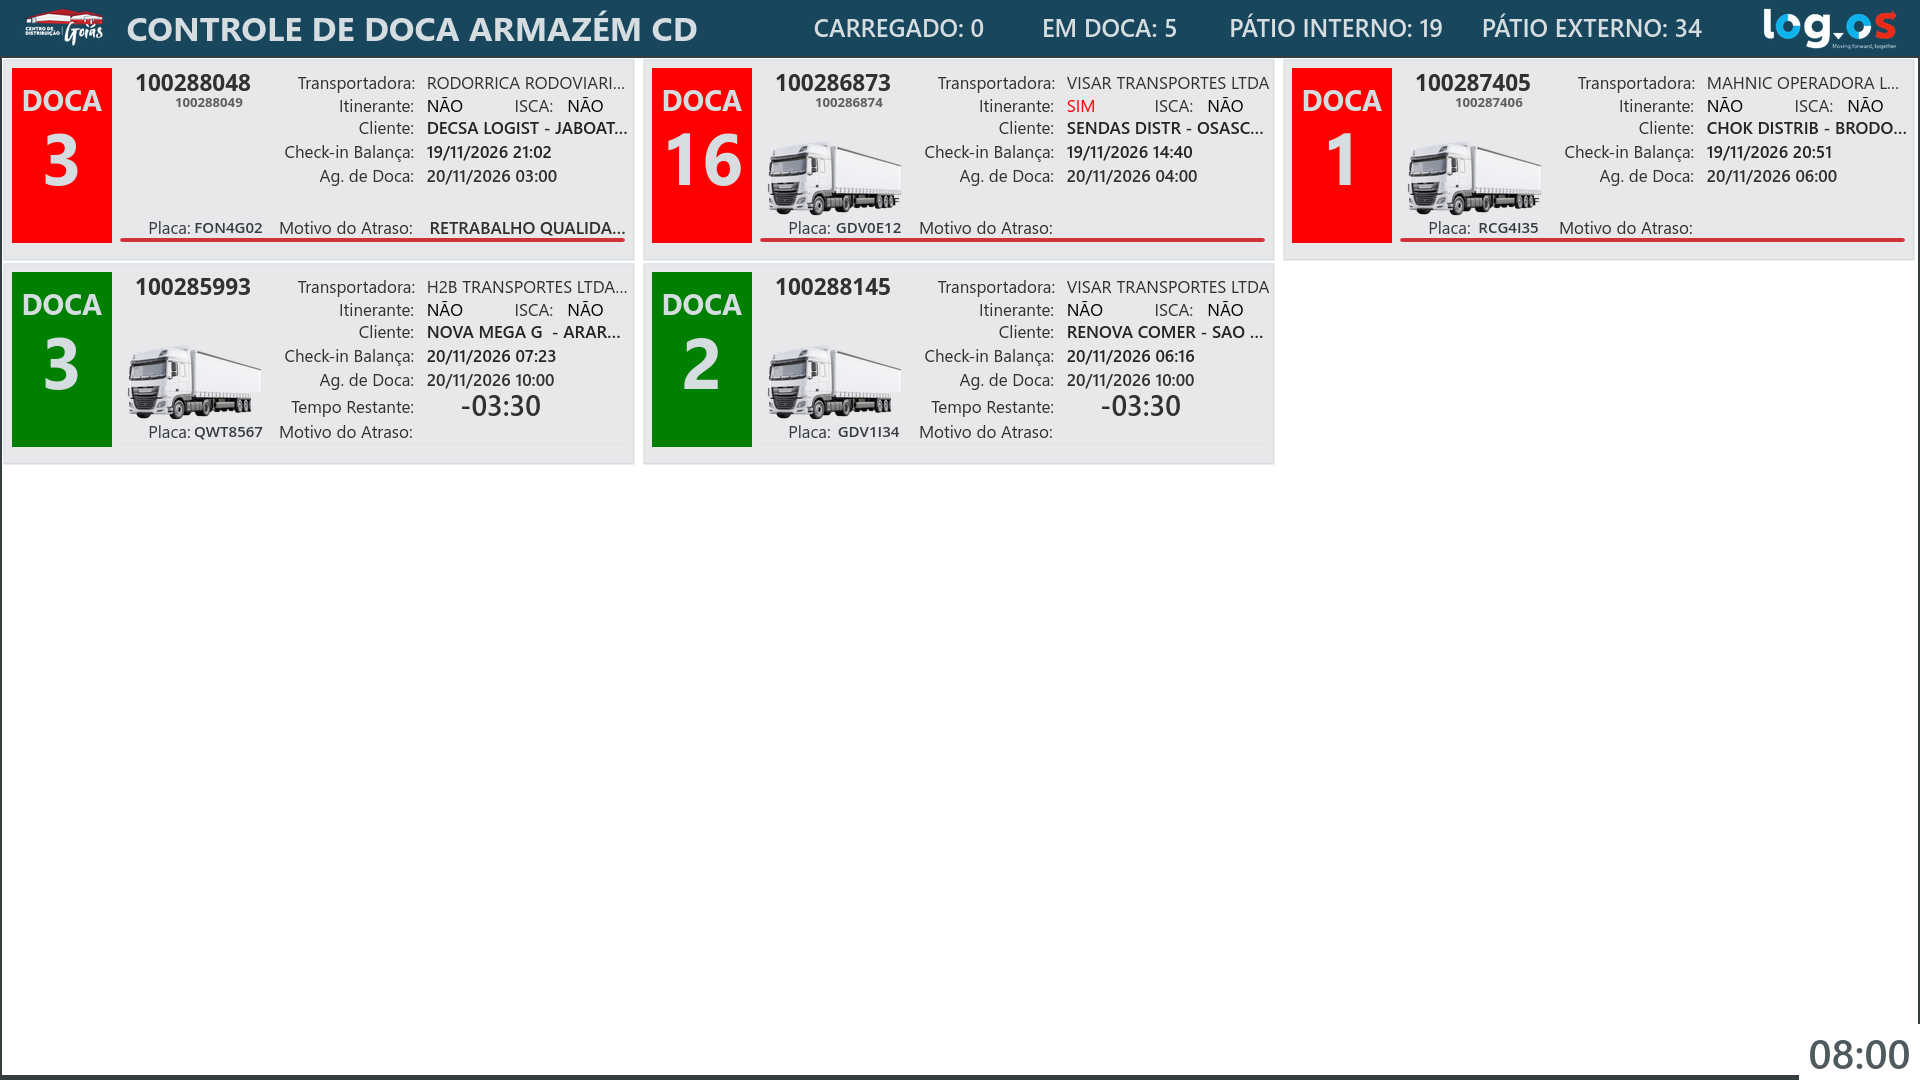 CENTRO DE DISTRIBUIÇÃO Goiás
CONTROLE DE DOCA ARMAZÉM CD
CARREGADO: 0
EM DOCA: 5
PÁTIO INTERNO: 19
PÁTIO EXTERNO: 34
log.os
Moving forward, together
DOCA
3
100288048
100288049
Transportadora: RODORRICA RODOVIARI...
Itinerante: NÃO ISCA: NÃO
Cliente: DECSA LOGIST - JABOAT...
Check-in Balança: 19/11/2026 21:02
Ag. de Doca: 20/11/2026 03:00
Placa: FON4G02 Motivo do Atraso: RETRABALHO QUALIDA...
DOCA
16
100286873
100286874
Transportadora: VISAR TRANSPORTES LTDA
Itinerante: SIM ISCA: NÃO
Cliente: SENDAS DISTR - OSASC...
Check-in Balança: 19/11/2026 14:40
Ag. de Doca: 20/11/2026 04:00
Placa: GDV0E12 Motivo do Atraso:
DOCA
1
100287405
100287406
Transportadora: MAHNIC OPERADORA L...
Itinerante: NÃO ISCA: NÃO
Cliente: CHOK DISTRIB - BRODO...
Check-in Balança: 19/11/2026 20:51
Ag. de Doca: 20/11/2026 06:00
Placa: RCG4I35 Motivo do Atraso:
DOCA
3
100285993
Transportadora: H2B TRANSPORTES LTDA...
Itinerante: NÃO ISCA: NÃO
Cliente: NOVA MEGA G - ARAR...
Check-in Balança: 20/11/2026 07:23
Ag. de Doca: 20/11/2026 10:00
Tempo Restante: -03:30
Placa: QWT8567 Motivo do Atraso:
DOCA
2
100288145
Transportadora: VISAR TRANSPORTES LTDA
Itinerante: NÃO ISCA: NÃO
Cliente: RENOVA COMER - SAO ...
Check-in Balança: 20/11/2026 06:16
Ag. de Doca: 20/11/2026 10:00
Tempo Restante: -03:30
Placa: GDV1I34 Motivo do Atraso:
08:00